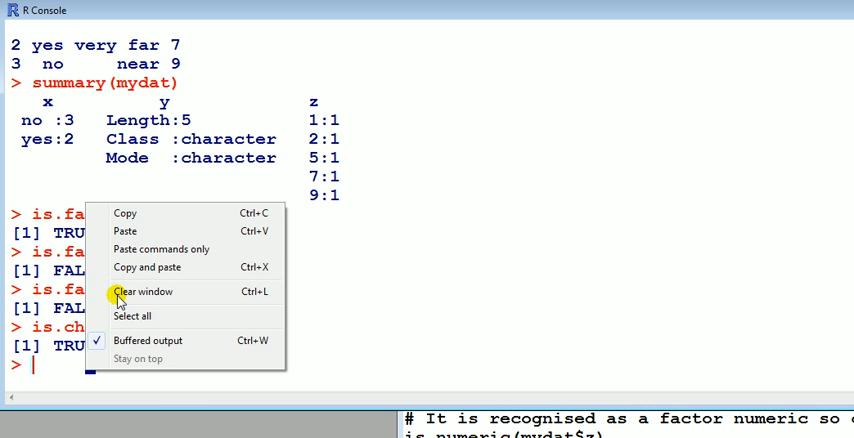 R Console
2 yes very far 7
3 no near 9
> summary(mydat)
x y z
no :3 Length:5 1:1
yes:2 Class :character 2:1
Mode :character 5:1
7:1
9:1
> is.fa
[1] TRU
> is.fa
[1] FAL
> is.fa
[1] FAL
> is.ch
[1] TRU
>
Copy Ctrl+C
Paste Ctrl+V
Paste commands only
Copy and paste Ctrl+X
Clear window Ctrl+L
Select all
Buffered output Ctrl+W
Stay on top
# It is recognised as a factor numeric so
is.numeric(mydat$z)